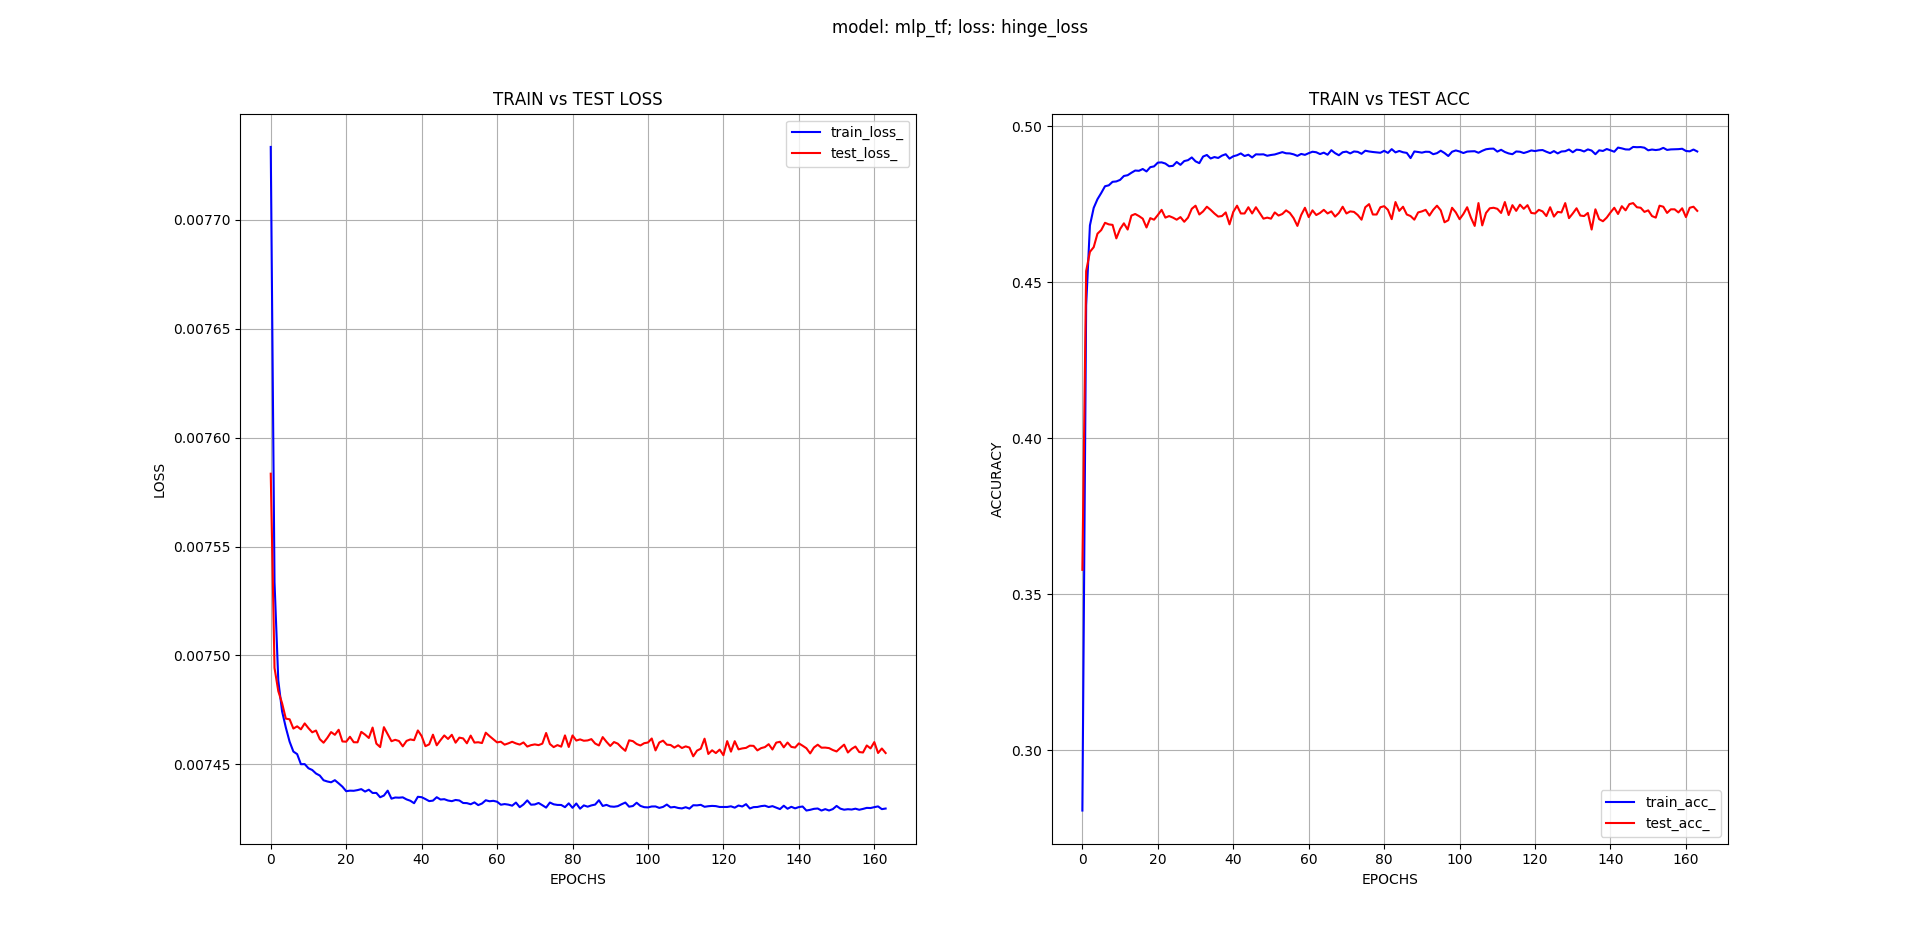 model: mlp_tf; loss: hinge_loss
TRAIN vs TEST LOSS
train_loss_
test_loss_
0.00770
0.00765
0.00760
0.00755
0.00750
0.00745
LOSS
0 20 40 60 80 100 120 140 160
EPOCHS
TRAIN vs TEST ACC
0.50
0.45
0.40
0.35
0.30
ACCURACY
train_acc_
test_acc_
0 20 40 60 80 100 120 140 160
EPOCHS